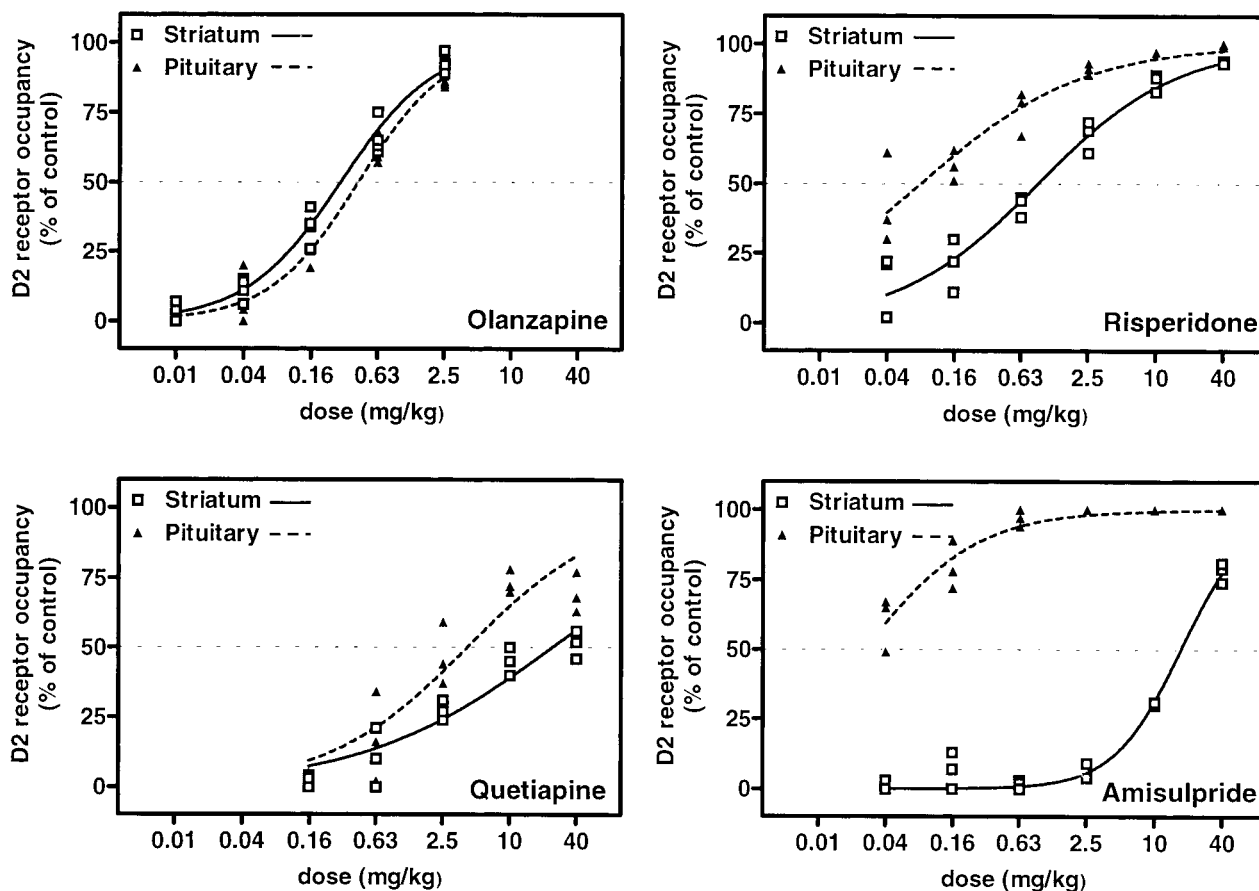 D2 receptor occupancy
(% of control)
100
75
50
25
0
Striatum
Pituitary
Olanzapine
0.01 0.04 0.16 0.63 2.5 10 40
dose (mg/kg)
D2 receptor occupancy
(% of control)
100
75
50
25
0
Striatum
Pituitary
Risperidone
0.01 0.04 0.16 0.63 2.5 10 40
dose (mg/kg)
D2 receptor occupancy
(% of control)
100
75
50
25
0
Striatum
Pituitary
Quetiapine
0.01 0.04 0.16 0.63 2.5 10 40
dose (mg/kg)
D2 receptor occupancy
(% of control)
100
75
50
25
0
Striatum
Pituitary
Amisulpride
0.01 0.04 0.16 0.63 2.5 10 40
dose (mg/kg)